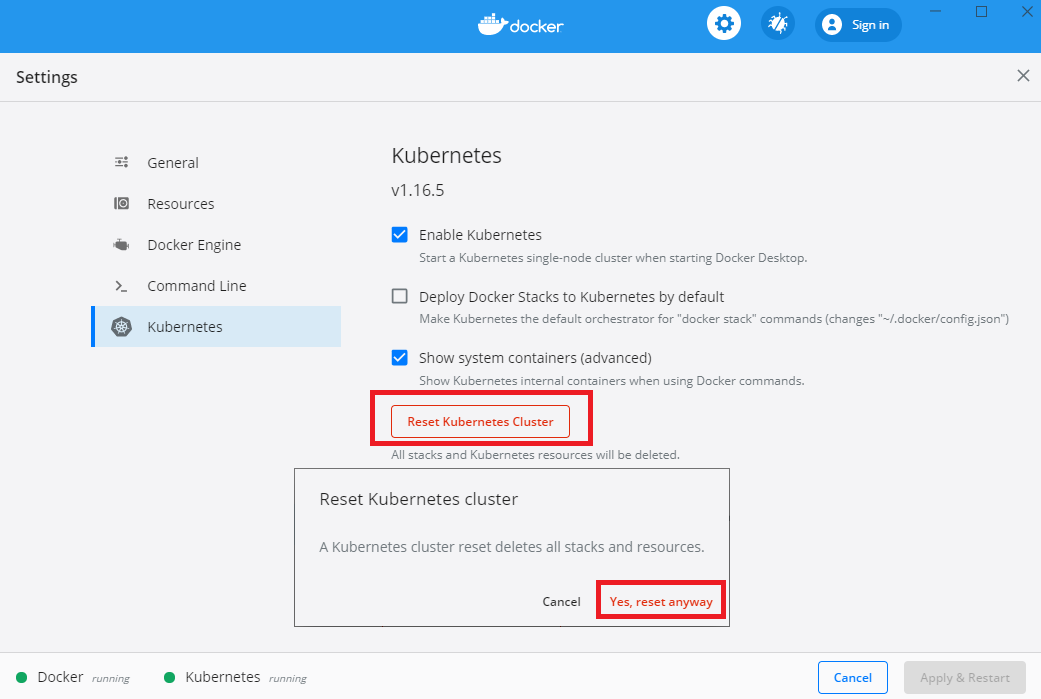 docker
Sign in
Settings
General
Resources
Docker Engine
Command Line
Kubernetes
Kubernetes
v1.16.5
Enable Kubernetes
Start a Kubernetes single-node cluster when starting Docker Desktop.
Deploy Docker Stacks to Kubernetes by default
Make Kubernetes the default orchestrator for "docker stack" commands (changes "~/.docker/config.json")
Show system containers (advanced)
Show Kubernetes internal containers when using Docker commands.
Reset Kubernetes Cluster
All stacks and Kubernetes resources will be deleted.
Reset Kubernetes cluster
A Kubernetes cluster reset deletes all stacks and resources.
Cancel Yes, reset anyway
Docker running Kubernetes running
Cancel Apply & Restart